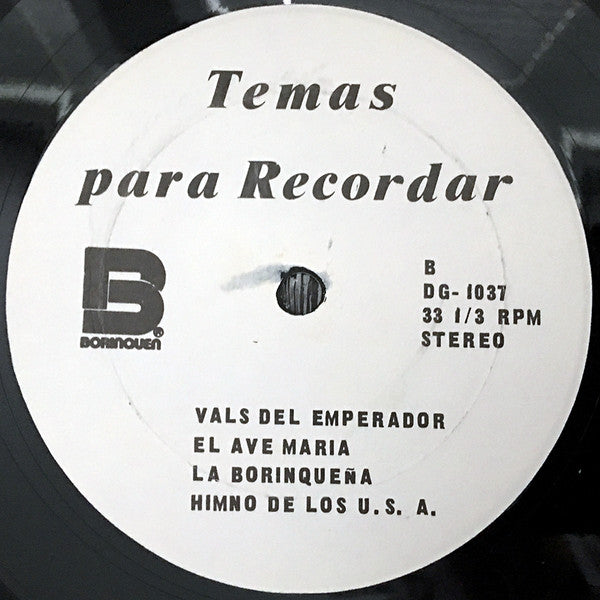 Temas
para Recordar
B
DG-1037
33 1/3 RPM
STEREO
B
®
BORINQUEN
VALS DEL EMPERADOR
EL AVE MARIA
LA BORINQUEÑA
HIMNO DE LOS U.S. A.